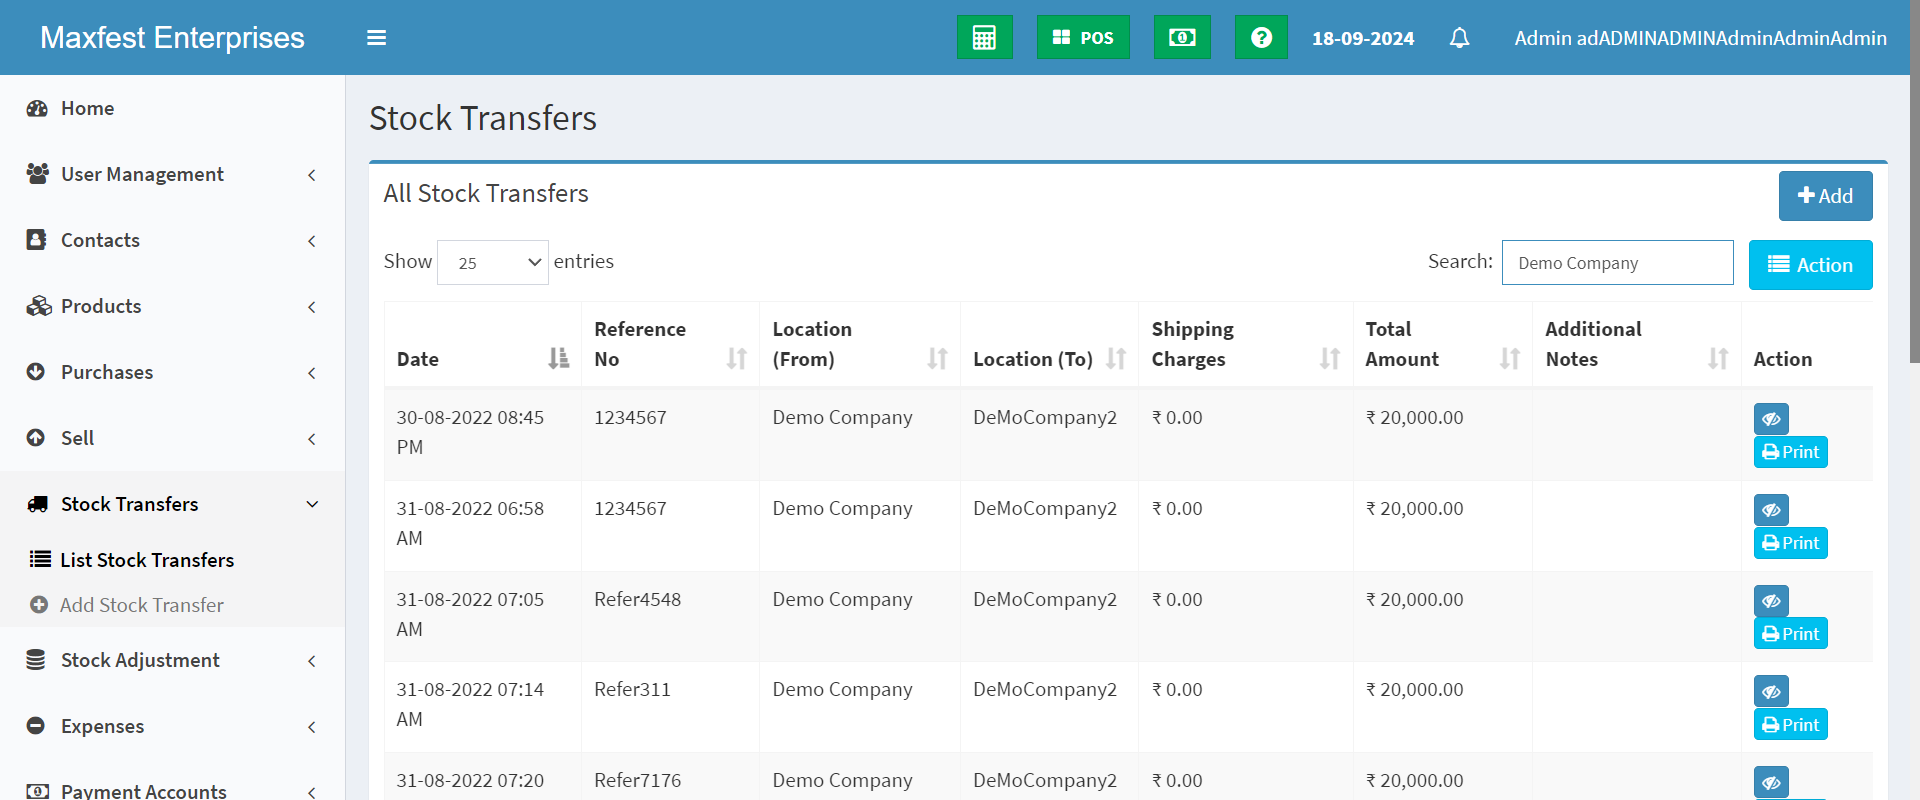 Maxfest Enterprises
POS
18-09-2024
Admin adADMINADMINAdminAdminAdmin
Home
User Management
Contacts
Products
Purchases
Sell
Stock Transfers
List Stock Transfers
Add Stock Transfer
Stock Adjustment
Expenses
Payment Accounts
Stock Transfers
All Stock Transfers
Add
Show 25 entries
Search: Demo Company
Action
Date
Reference No
Location (From)
Location (To)
Shipping Charges
Total Amount
Additional Notes
Action
30-08-2022 08:45 PM
1234567
Demo Company
DeMoCompany2
₹ 0.00
₹ 20,000.00
Print
31-08-2022 06:58 AM
1234567
Demo Company
DeMoCompany2
₹ 0.00
₹ 20,000.00
Print
31-08-2022 07:05 AM
Refer4548
Demo Company
DeMoCompany2
₹ 0.00
₹ 20,000.00
Print
31-08-2022 07:14 AM
Refer311
Demo Company
DeMoCompany2
₹ 0.00
₹ 20,000.00
Print
31-08-2022 07:20
Refer7176
Demo Company
DeMoCompany2
₹ 0.00
₹ 20,000.00